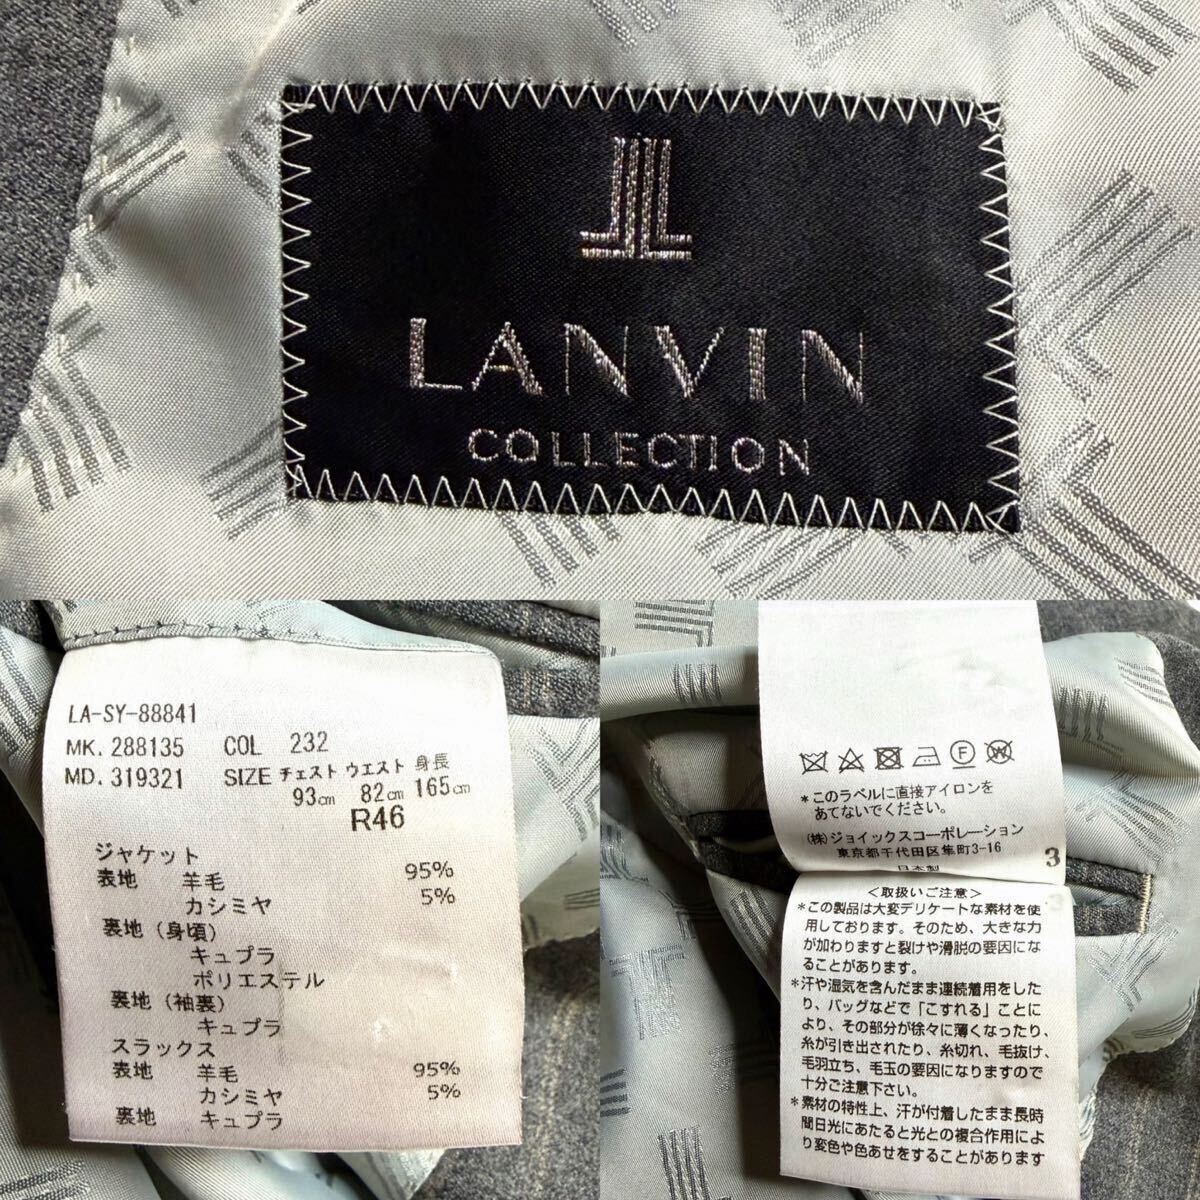 LANVIN
COLLECTION
LA-SY-88841
MK. 288135 COL 232
MD. 319321 SIZE チェスト ウエスト 身長
93cm 82cm 165cm
R46
ジャケット
表地 羊毛 95%
カシミヤ 5%
裏地(身頃)
キュプラ
ポリエステル
裏地(袖裏)
キュプラ
スラックス
表地 羊毛 95%
カシミヤ 5%
裏地 キュプラ
F W
*このラベルに直接アイロンを
あてないでください。
(株)ジョイックスコーポレーション
東京都千代田区隼町3-16
日本製
3
<取扱いご注意>
*この製品は大変デリケートな素材を使
用しております。そのため、大きな力
が加わりますと裂けや滑脱の要因にな
ることがあります。
*汗や湿気を含んだまま連続着用をした
り、バッグなどで「こすれる」ことに
より、その部分が徐々に薄くなったり、
糸が引き出されたり、糸切れ、毛抜け、
毛羽立ち、毛玉の要因になりますので
十分ご注意下さい。
*素材の特性上、汗が付着したまま長時
間日光にあたると光との複合作用によ
り変色や色あせをすることがあります